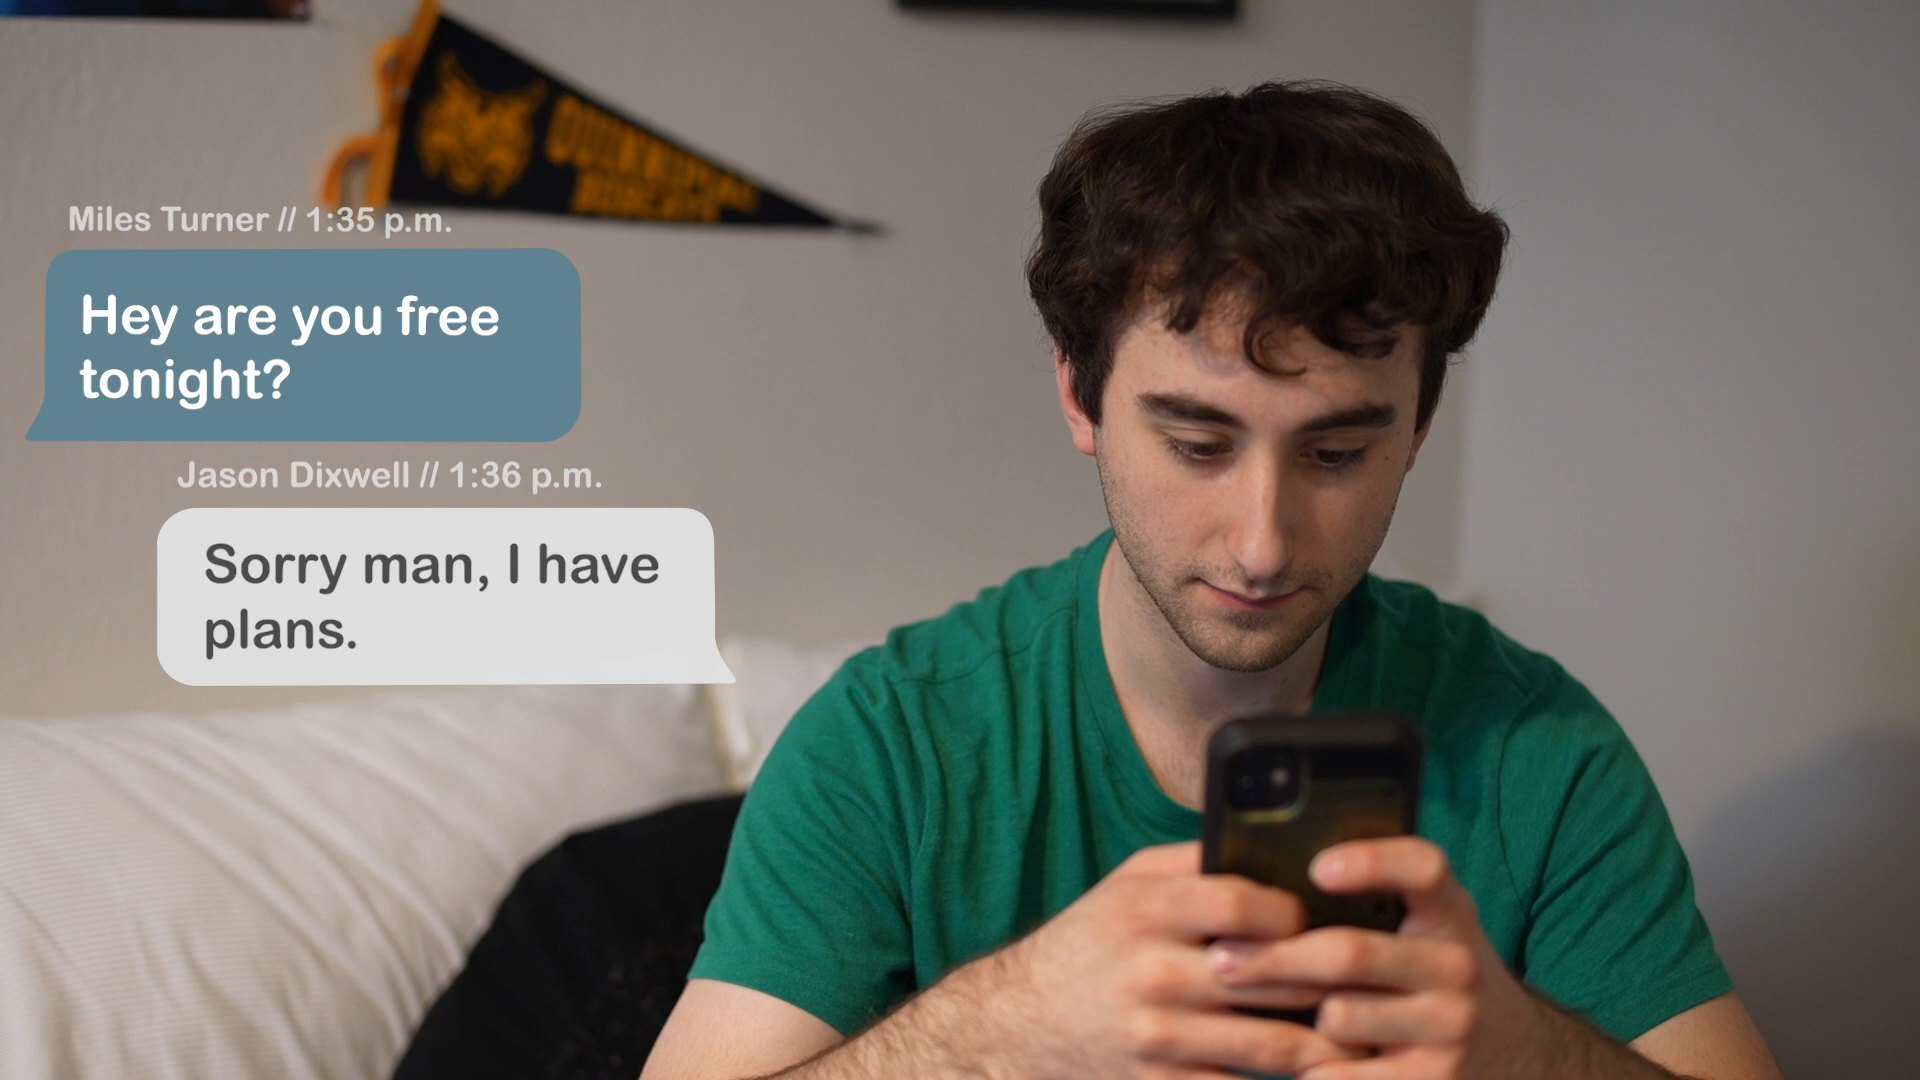 Miles Turner // 1:35 p.m.
Hey are you free
tonight?
Jason Dixwell // 1:36 p.m.
Sorry man, I have
plans.